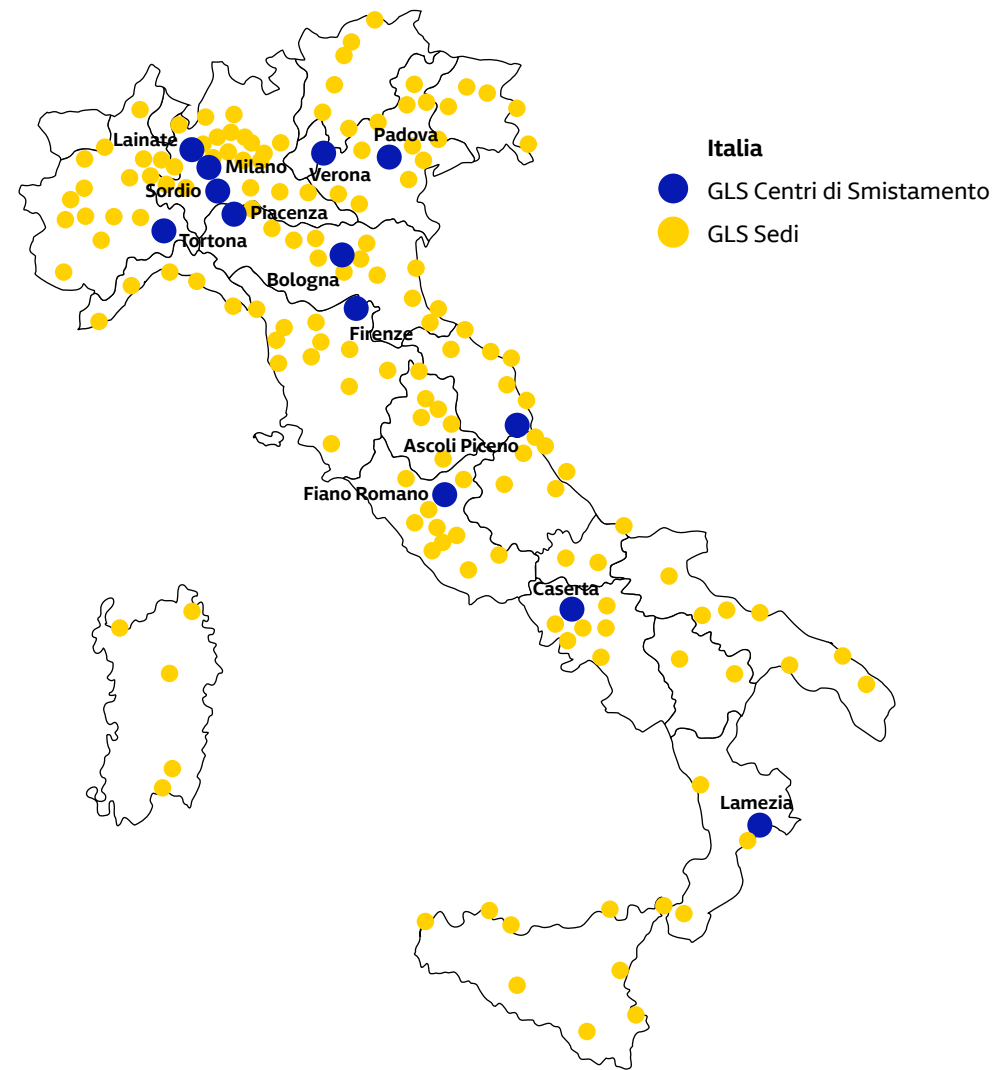 Italia
GLS Centri di Smistamento
GLS Sedi
Padova
Lainate
Milano
Verona
Sordio
Piacenza
Tortona
Bologna
Firenze
Ascoli Piceno
Fiano Romano
Caserta
Lamezia